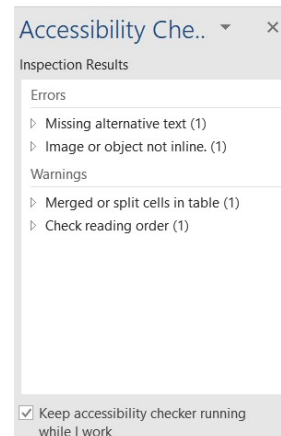 Accessibility Che..
Inspection Results
Errors
Missing alternative text (1)
Image or object not inline. (1)
Warnings
Merged or split cells in table (1)
Check reading order (1)
Keep accessibility checker running
while I work